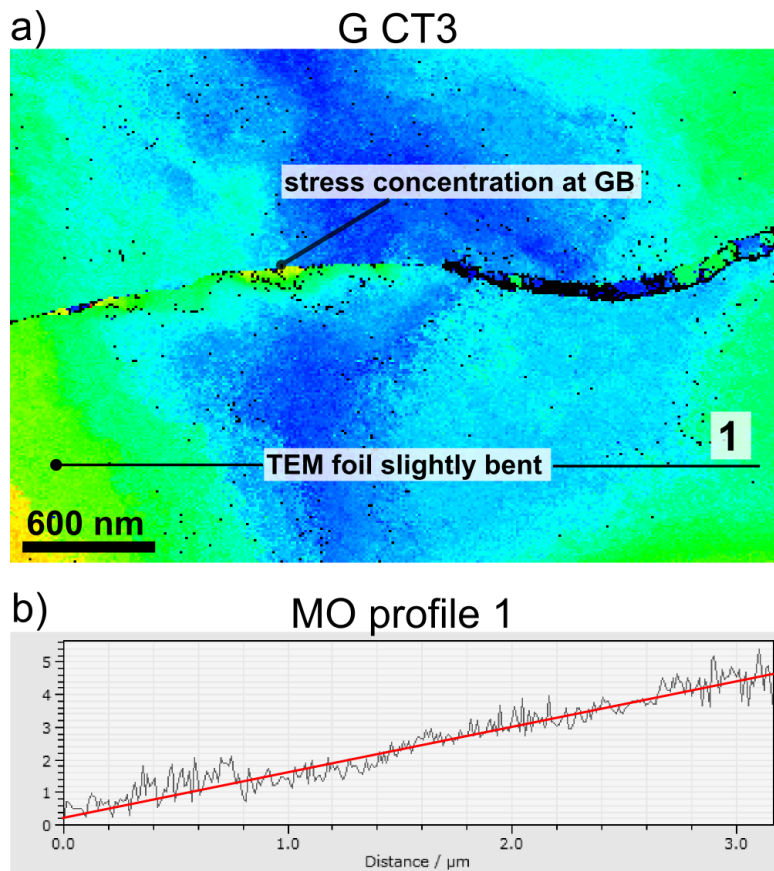 a)
G CT3
stress concentration at GB
1
TEM foil slightly bent
600 nm
b)
MO profile 1
5
4
3
2
1
0
0.0 1.0 2.0 3.0
Distance / µm